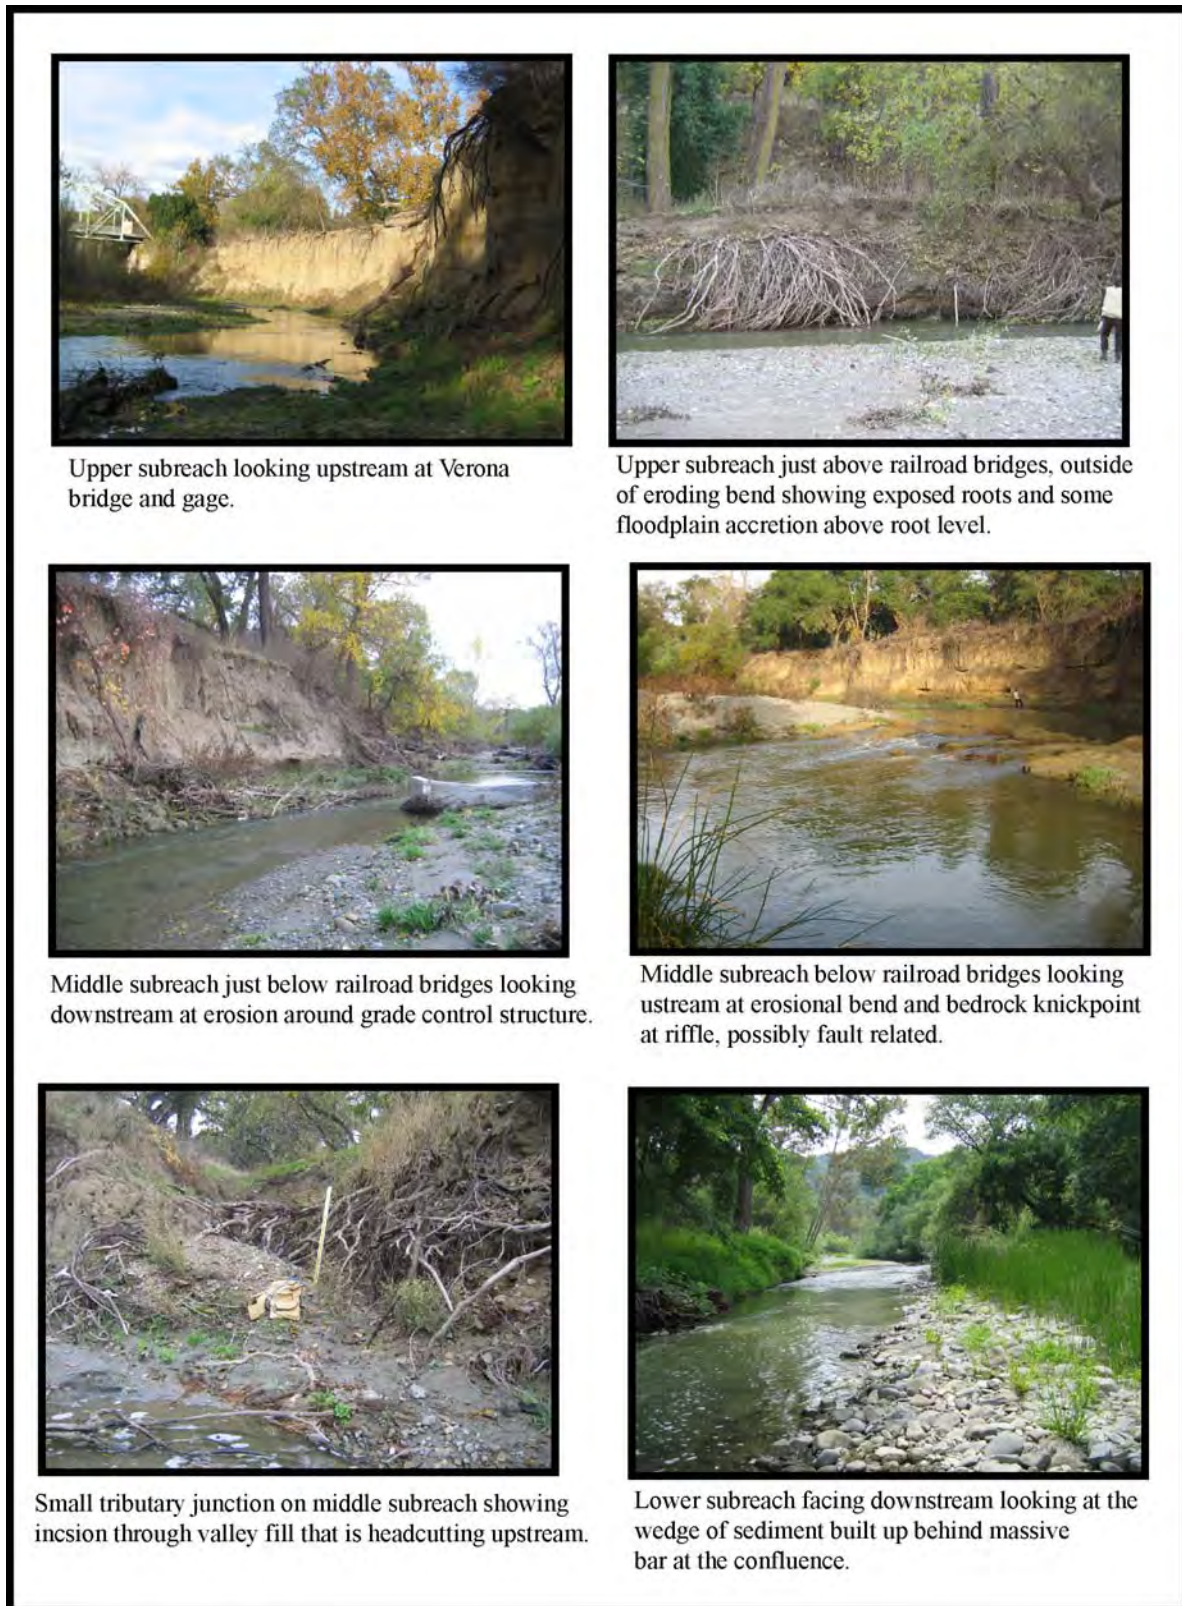 Upper subreach looking upstream at Verona
bridge and gage.
Upper subreach just above railroad bridges, outside
of eroding bend showing exposed roots and some
floodplain accretion above root level.
Middle subreach just below railroad bridges looking
downstream at erosion around grade control structure.
Middle subreach below railroad bridges looking
ustream at erosional bend and bedrock knickpoint
at riffle, possibly fault related.
Small tributary junction on middle subreach showing
incsion through valley fill that is headcutting upstream.
Lower subreach facing downstream looking at the
wedge of sediment built up behind massive
bar at the confluence.